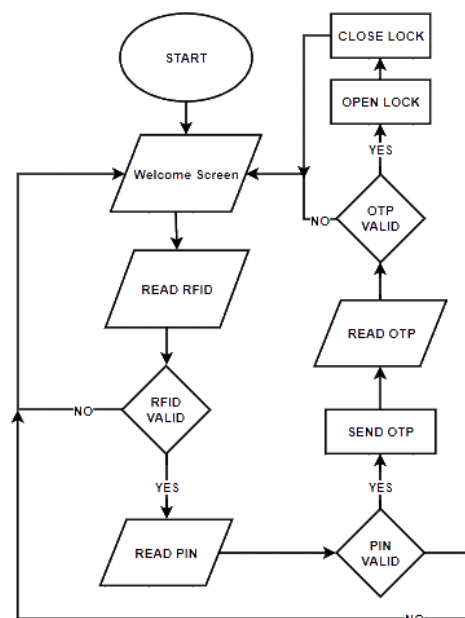 START
Welcome Screen
READ RFID
RFID
VALID
NO
YES
READ PIN
PIN
VALID
NO
YES
SEND OTP
READ OTP
OTP
VALID
NO
YES
OPEN LOCK
CLOSE LOCK